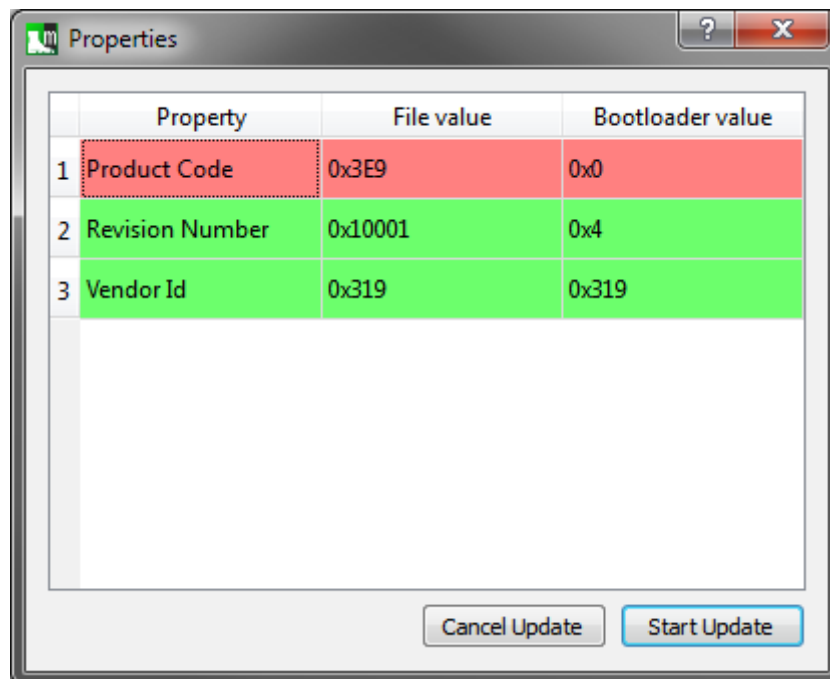 Properties
Property File value Bootloader value
1 Product Code 0x3E9 0x0
2 Revision Number 0x10001 0x4
3 Vendor Id 0x319 0x319
Cancel Update Start Update